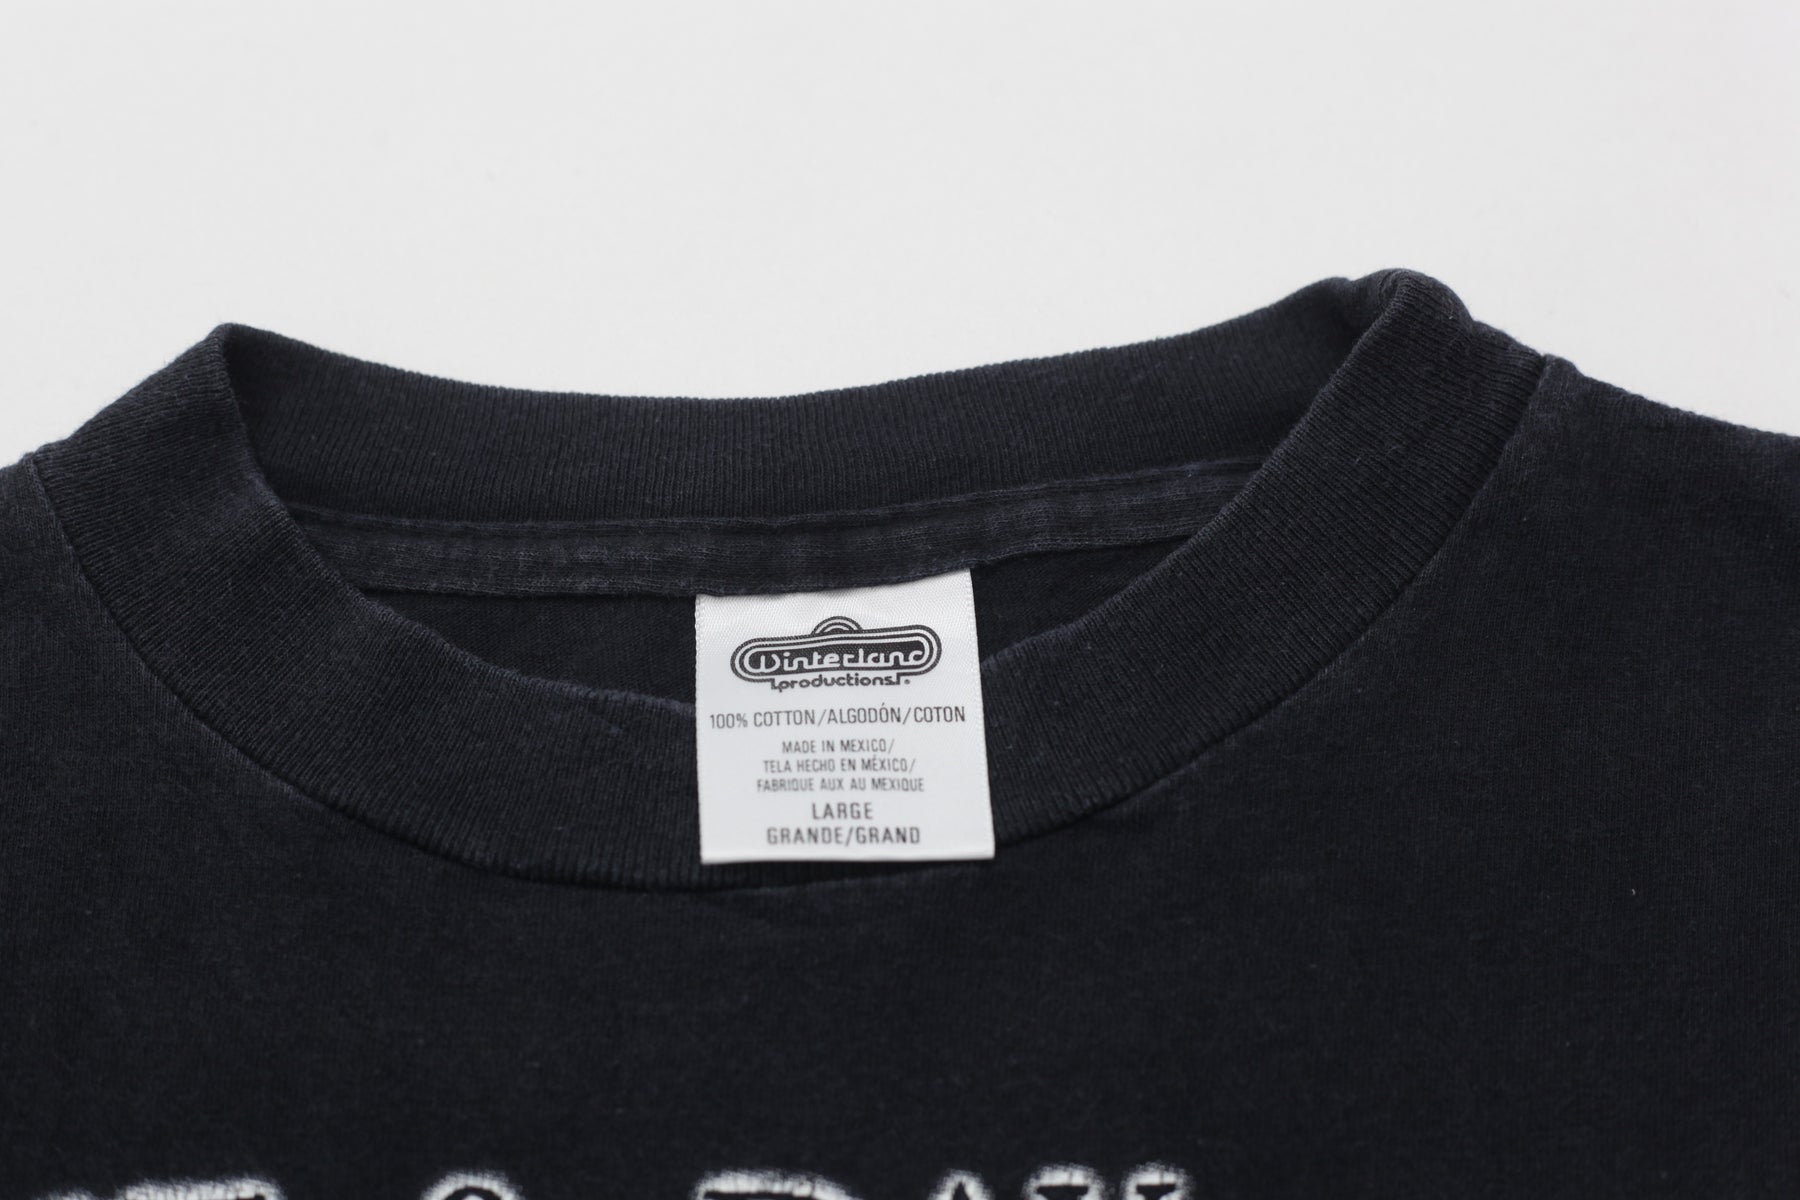 Winterland
productions®
100% COTTON/ALGODÓN/COTON
MADE IN MEXICO/
TELA HECHO EN MÉXICO/
FABRIQUE AUX AU MEXIQUE
LARGE
GRANDE/GRAND